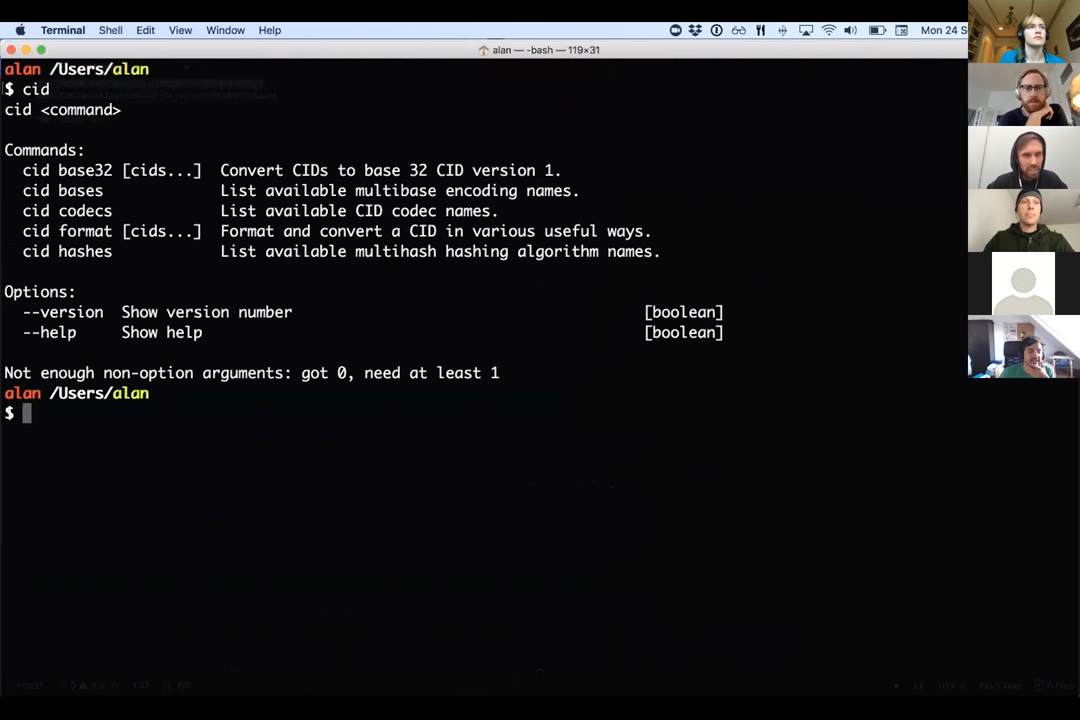 Terminal Shell Edit View Window Help Mon 24 S
alan — -bash — 119×31
alan /Users/alan
$ cid
cid <command>
Commands:
cid base32 [cids...] Convert CIDs to base 32 CID version 1.
cid bases List available multibase encoding names.
cid codecs List available CID codec names.
cid format [cids...] Format and convert a CID in various useful ways.
cid hashes List available multihash hashing algorithm names.
Options:
--version Show version number [boolean]
--help Show help [boolean]
Not enough non-option arguments: got 0, need at least 1
alan /Users/alan
$